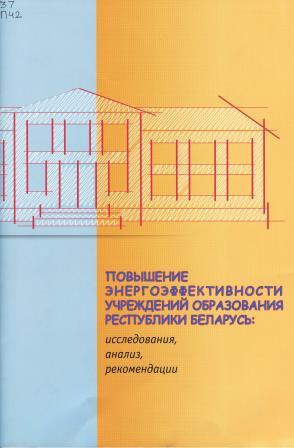 37
П42
ПОВЫШЕНИЕ
ЭНЕРГОЭФФЕКТИВНОСТИ
УЧРЕЖДЕНИЙ ОБРАЗОВАНИЯ
РЕСПУБЛИКИ БЕЛАРУСЬ:
исследования,
анализ,
рекомендации